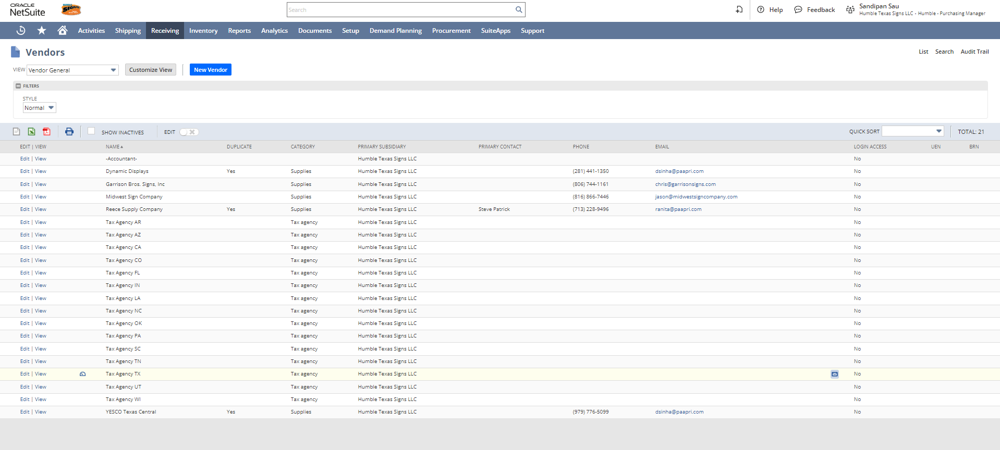 ORACLE
NetSuite
SIGN CO
Search
Help
Feedback
Sandipan Sau
Humble Texas Signs LLC - Humble - Purchasing Manager
Activities Shipping Receiving Inventory Reports Analytics Documents Setup Demand Planning Procurement SuiteApps Support
Vendors
List Search Audit Trail
VIEW Vendor General Customize View New Vendor
FILTERS
STYLE
Normal
SHOW INACTIVES EDIT QUICK SORT TOTAL: 21
EDIT | VIEW NAME DUPLICATE CATEGORY PRIMARY SUBSIDIARY PRIMARY CONTACT PHONE EMAIL LOGIN ACCESS UEN BRN
Edit | View -Accountant- Humble Texas Signs LLC No
Edit | View Dynamic Displays Yes Supplies Humble Texas Signs LLC (281) 441-1350 dsinha@paapri.com No
Edit | View Garrison Bros. Signs, Inc Supplies Humble Texas Signs LLC (806) 744-1161 chris@garrisonsigns.com No
Edit | View Midwest Sign Company Supplies Humble Texas Signs LLC (816) 866-7446 jason@midwestsigncompany.com No
Edit | View Reece Supply Company Yes Supplies Humble Texas Signs LLC Steve Patrick (713) 228-9496 ranita@paapri.com No
Edit | View Tax Agency AR Tax agency Humble Texas Signs LLC No
Edit | View Tax Agency AZ Tax agency Humble Texas Signs LLC No
Edit | View Tax Agency CA Tax agency Humble Texas Signs LLC No
Edit | View Tax Agency CO Tax agency Humble Texas Signs LLC No
Edit | View Tax Agency FL Tax agency Humble Texas Signs LLC No
Edit | View Tax Agency IN Tax agency Humble Texas Signs LLC No
Edit | View Tax Agency LA Tax agency Humble Texas Signs LLC No
Edit | View Tax Agency NC Tax agency Humble Texas Signs LLC No
Edit | View Tax Agency OK Tax agency Humble Texas Signs LLC No
Edit | View Tax Agency PA Tax agency Humble Texas Signs LLC No
Edit | View Tax Agency SC Tax agency Humble Texas Signs LLC No
Edit | View Tax Agency TN Tax agency Humble Texas Signs LLC No
Edit | View Tax Agency TX Tax agency Humble Texas Signs LLC No
Edit | View Tax Agency UT Tax agency Humble Texas Signs LLC No
Edit | View Tax Agency WI Tax agency Humble Texas Signs LLC No
Edit | View YESCO Texas Central Yes Supplies Humble Texas Signs LLC (979) 776-5099 dsinha@paapri.com No